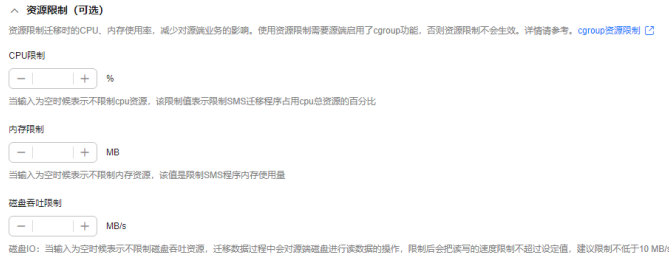 资源限制（可选）
资源限制迁移时的CPU、内存使用率，减少对源端业务的影响。使用资源限制需要源端启用了cgroup功能，否则资源限制不会生效。详情请参考。cgroup资源限制
CPU限制
− + %
当输入为空时候表示不限制cpu资源，该限制值表示限制SMS迁移程序占用cpu总资源的百分比
内存限制
− + MB
当输入为空时候表示不限制内存资源，该值是限制SMS程序内存使用量
磁盘吞吐限制
− + MB/s
磁盘IO：当输入为空时候表示不限制磁盘吞吐资源，迁移数据过程中会对源端磁盘进行读数据的操作，限制后会把读写的速度限制不超过设定值，建议限制不低于10 MB/s